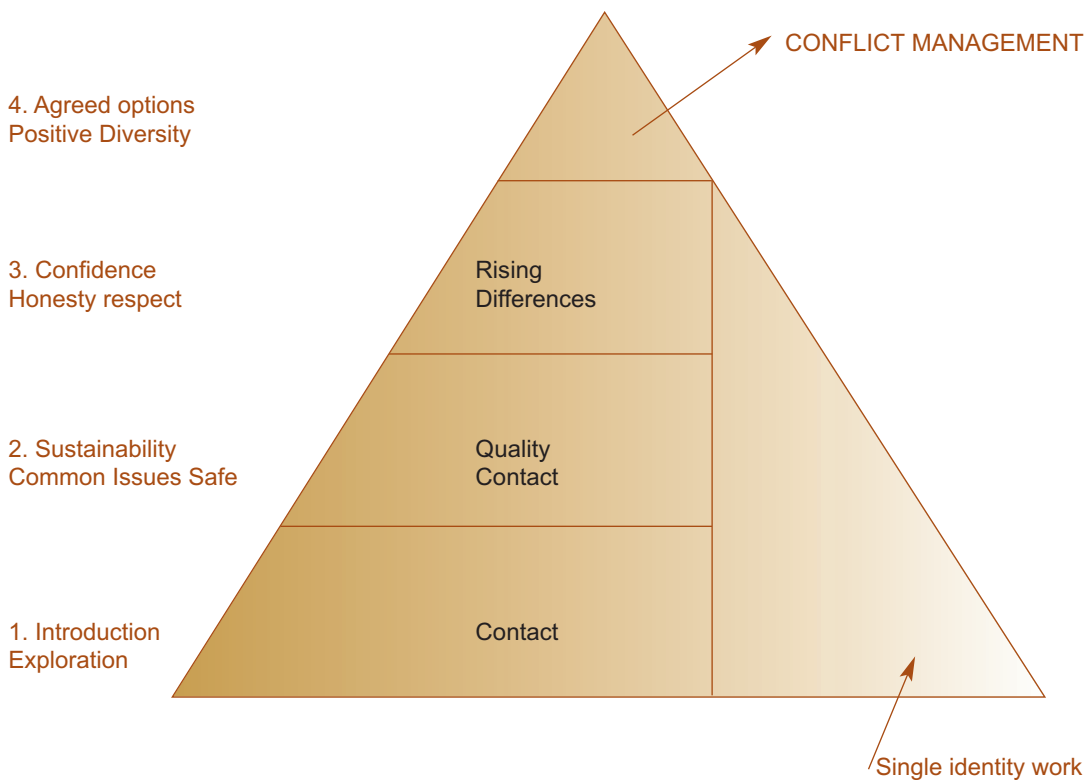 CONFLICT MANAGEMENT
4. Agreed options
Positive Diversity
3. Confidence
Honesty respect
Rising
Differences
2. Sustainability
Common Issues Safe
Quality
Contact
1. Introduction
Exploration
Contact
Single identity work